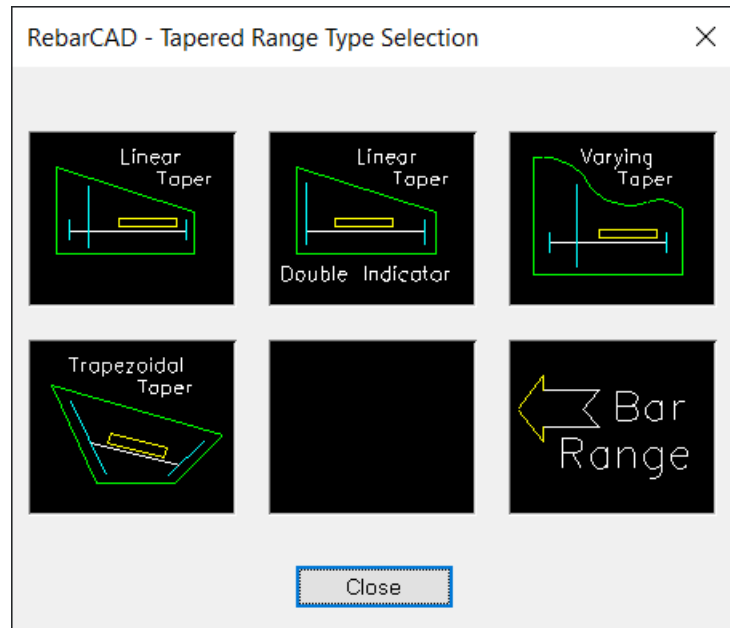 RebarCAD - Tapered Range Type Selection
Linear
Taper
Linear
Taper
Double Indicator
Varying
Taper
Trapezoidal
Taper
Bar
Range
Close